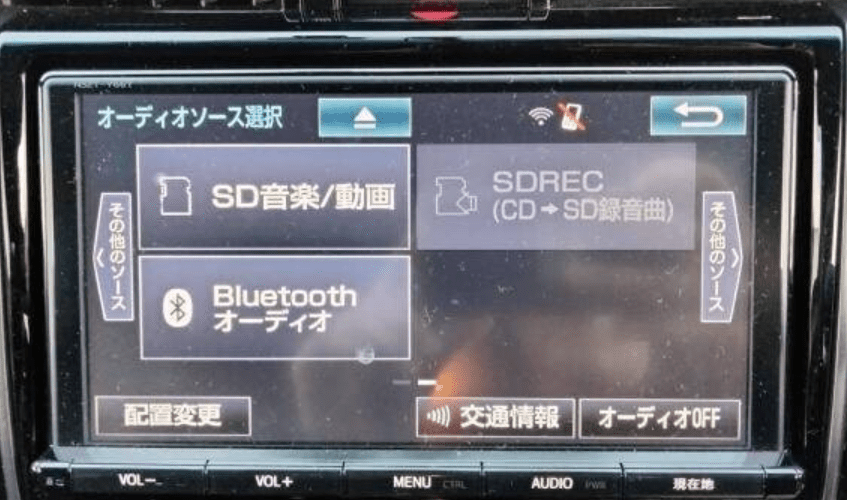 オーディオソース選択
SD音楽/動画
SDREC
(CD➡SD録音曲)
その他のソース
その他のソース
Bluetooth
オーディオ
配置変更
交通情報
オーディオOFF
VOL－
VOL+
MENU CTRL
AUDIO PWR
現在地